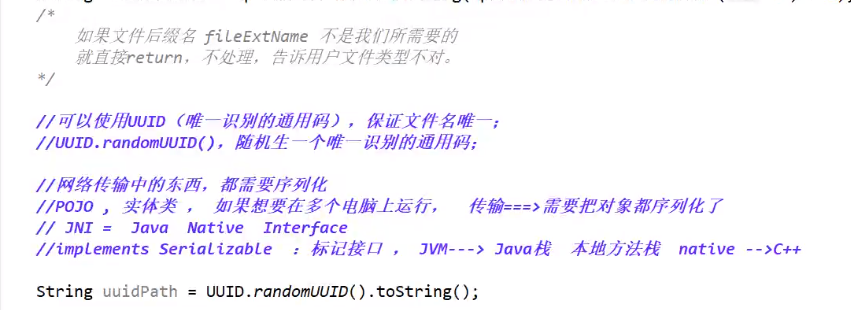 /*
如果文件后缀名 fileExtName 不是我们所需要的
就直接return，不处理，告诉用户文件类型不对。
*/
//可以使用UUID（唯一识别的通用码），保证文件名唯一；
//UUID.randomUUID()，随机生一个唯一识别的通用码；
//网络传输中的东西，都需要序列化
//POJO , 实体类 ， 如果想要在多个电脑上运行， 传输===>需要把对象都序列化了
// JNI = Java Native Interface
//implements Serializable ：标记接口 ， JVM---> Java栈 本地方法栈 native -->C++
String uuidPath = UUID.randomUUID().toString();